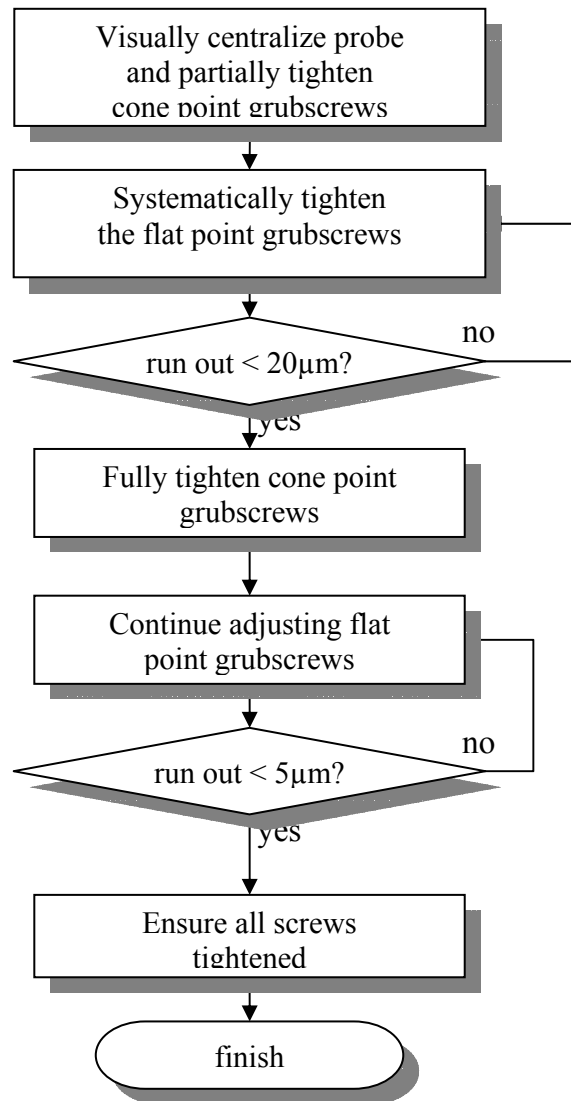 Visually centralize probe
and partially tighten
cone point grubscrews
Systematically tighten
the flat point grubscrews
run out < 20µm?
no
yes
Fully tighten cone point
grubscrews
Continue adjusting flat
point grubscrews
run out < 5µm?
no
yes
Ensure all screws
tightened
finish